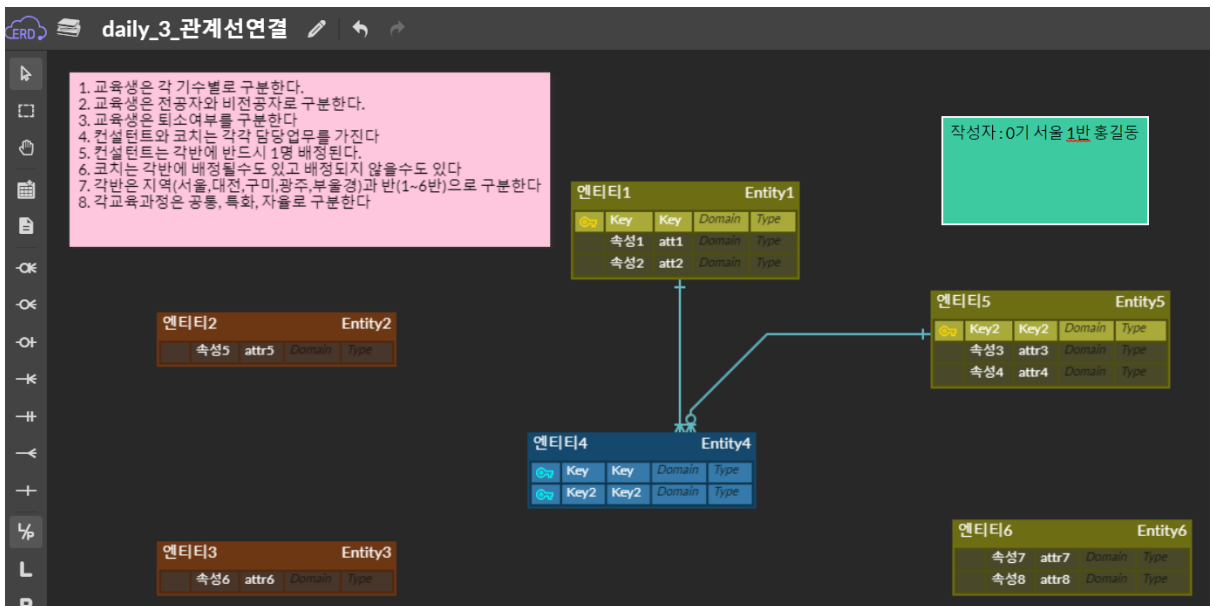 ERD
daily_3_관계선연결
1. 교육생은 각 기수별로 구분한다.
2. 교육생은 전공자와 비전공자로 구분한다.
3. 교육생은 퇴소여부를 구분한다
4. 컨설턴트와 코치는 각각 담당업무를 가진다
5. 컨설턴트는 각반에 반드시 1명 배정된다.
6. 코치는 각반에 배정될수도 있고 배정되지 않을수도 있다
7. 각반은 지역(서울,대전,구미,광주,부울경)과 반(1~6반)으로 구분한다
8. 각교육과정은 공통, 특화, 자율로 구분한다
작성자 : 0기 서울 1반 홍길동
엔티티1 Entity1
Key Key Domain Type
속성1 att1 Domain Type
속성2 att2 Domain Type
엔티티5 Entity5
Key2 Key2 Domain Type
속성3 attr3 Domain Type
속성4 attr4 Domain Type
엔티티2 Entity2
속성5 attr5 Domain Type
엔티티4 Entity4
Key Key Domain Type
Key2 Key2 Domain Type
엔티티3 Entity3
속성6 attr6 Domain Type
엔티티6 Entity6
속성7 attr7 Domain Type
속성8 attr8 Domain Type
L/P
L